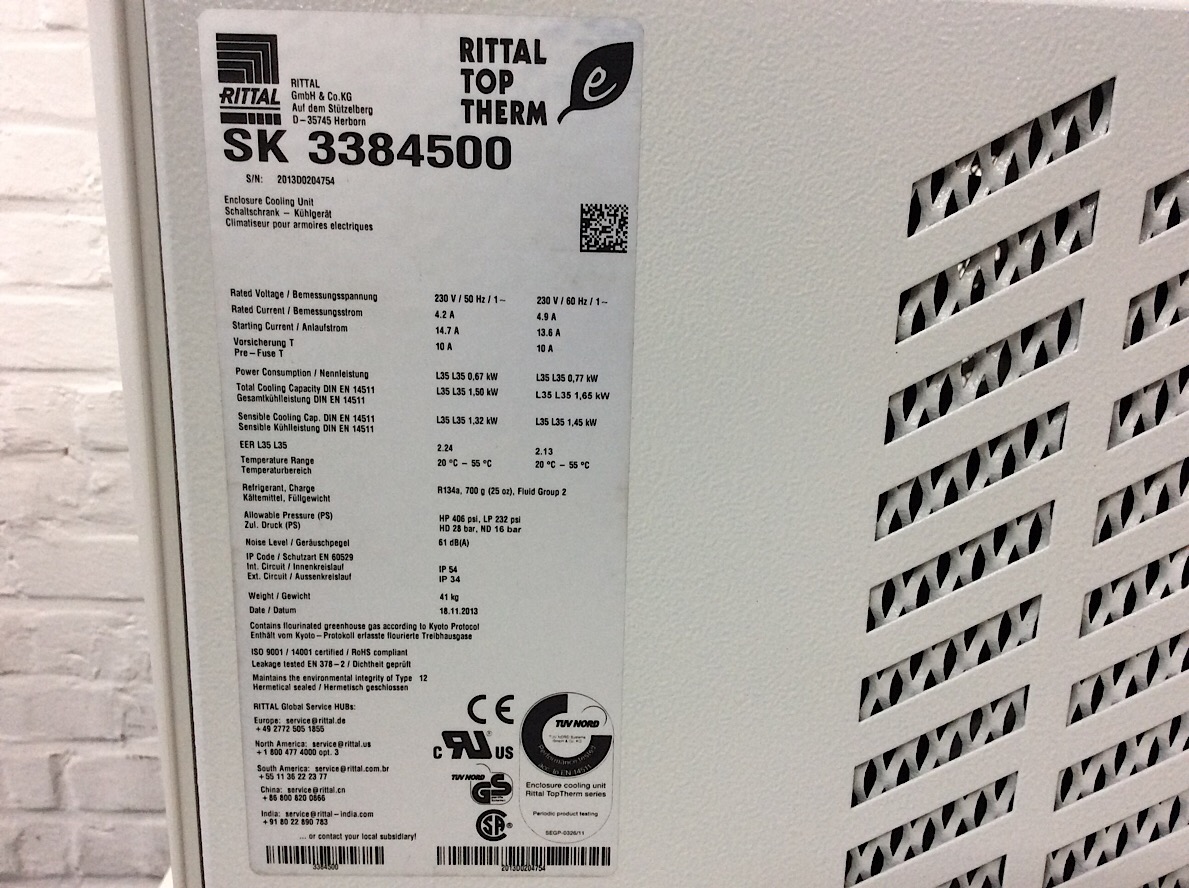 RITTAL
RITTAL
GmbH & Co.KG
Auf dem Stützelberg
D-35745 Herborn
RITTAL
TOP
THERM
e
SK 3384500
S/N: 2013D0204754
Enclosure Cooling Unit
Schaltschrank – Kühlgerät
Climatiseur pour armoires electriques
Rated Voltage / Bemessungsspannung 230 V / 50 Hz / 1~ 230 V / 60 Hz / 1~
Rated Current / Bemessungsstrom 4.2 A 4.9 A
Starting Current / Anlaufstrom 14.7 A 13.6 A
Vorsicherung T
Pre-Fuse T 10 A 10 A
Power Consumption / Nennleistung L35 L35 0,67 kW L35 L35 0,77 kW
Total Cooling Capacity DIN EN 14511 L35 L35 1,50 kW L35 L35 1,65 kW
Gesamtkühlleistung DIN EN 14511
Sensible Cooling Cap. DIN EN 14511 L35 L35 1,32 kW L35 L35 1,45 kW
Sensible Kühlleistung DIN EN 14511
EER L35 L35 2.24 2.13
Temperature Range 20 °C – 55 °C 20 °C – 55 °C
Temperaturbereich
Refrigerant, Charge R134a, 700 g (25 oz), Fluid Group 2
Kältemittel, Füllgewicht
Allowable Pressure (PS) HP 406 psi, LP 232 psi
Zul. Druck (PS) HD 28 bar, ND 16 bar
Noise Level / Geräuschpegel 61 dB(A)
IP Code / Schutzart EN 60529
Int. Circuit / Innenkreislauf IP 54
Ext. Circuit / Aussenkreislauf IP 34
Weight / Gewicht 41 kg
Date / Datum 18.11.2013
Contains flourinated greenhouse gas according to Kyoto Protocol
Enthält vom Kyoto-Protokoll erfasste flourierte Treibhausgase
ISO 9001 / 14001 certified / RoHS compliant
Leakage tested EN 378-2 / Dichtheit geprüft
Maintains the environmental integrity of Type 12
Hermetical sealed / Hermetisch geschlossen
RITTAL Global Service HUBs:
Europe: service@rittal.de
+49 2772 505 1855
North America: service@rittal.us
+1 800 477 4000 opt. 3
South America: service@rittal.com.br
+55 11 36 22 23 77
China: service@rittal.cn
+86 800 820 0866
India: service@rittal-india.com
+91 80 22 890 783
... or contact your local subsidiary!
CE
c RU ® US
TUV NORD
GS
SA®
TUV NORD
Performance tested
acc. to EN 14511
Enclosure cooling unit
Rittal TopTherm series
Periodic product testing
SEGP-0326/11
3384500
2013D0204754